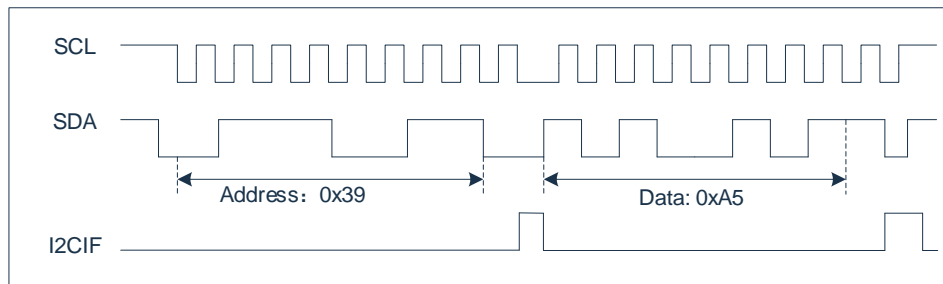 SCL
SDA
Address：0x39
Data: 0xA5
I2CIF